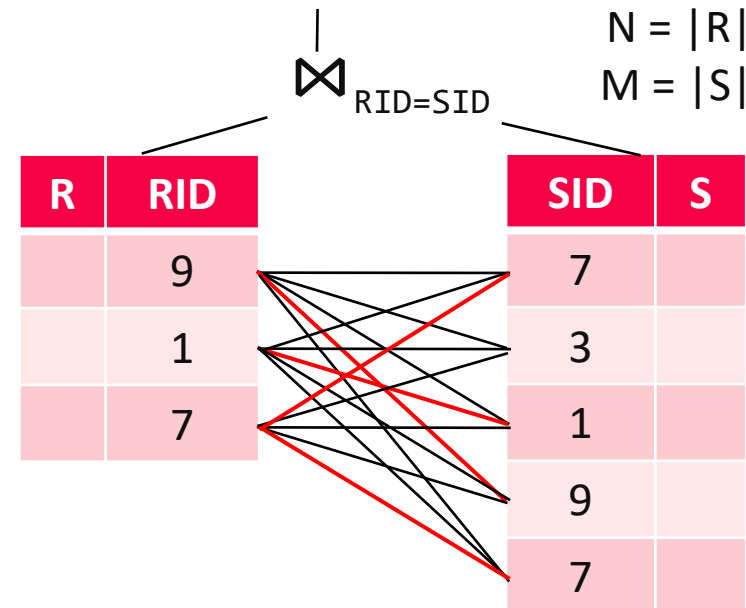 N = |R|
⋈ RID=SID
M = |S|
R RID
9
1
7
SID S
7
3
1
9
7